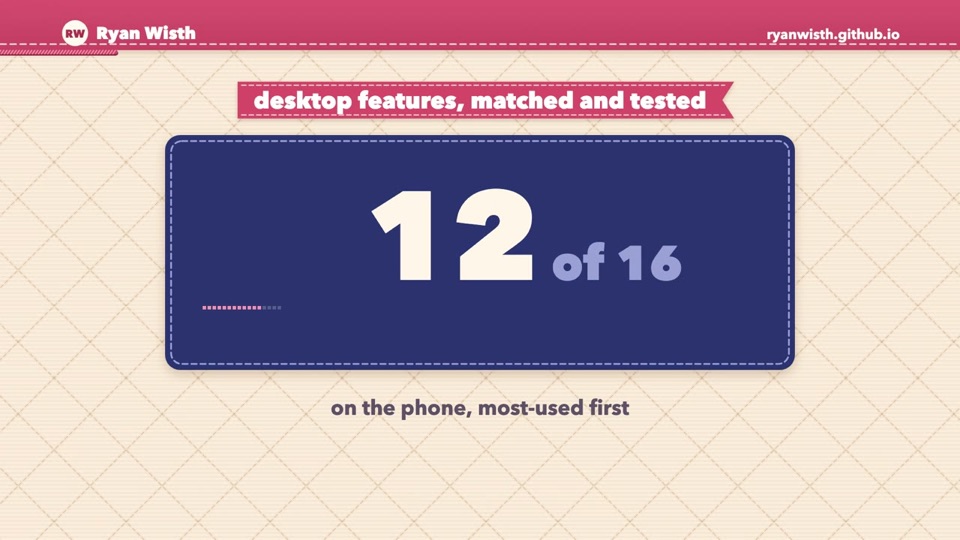 RW Ryan Wisth
ryanwisth.github.io
desktop features, matched and tested
12 of 16
on the phone, most-used first